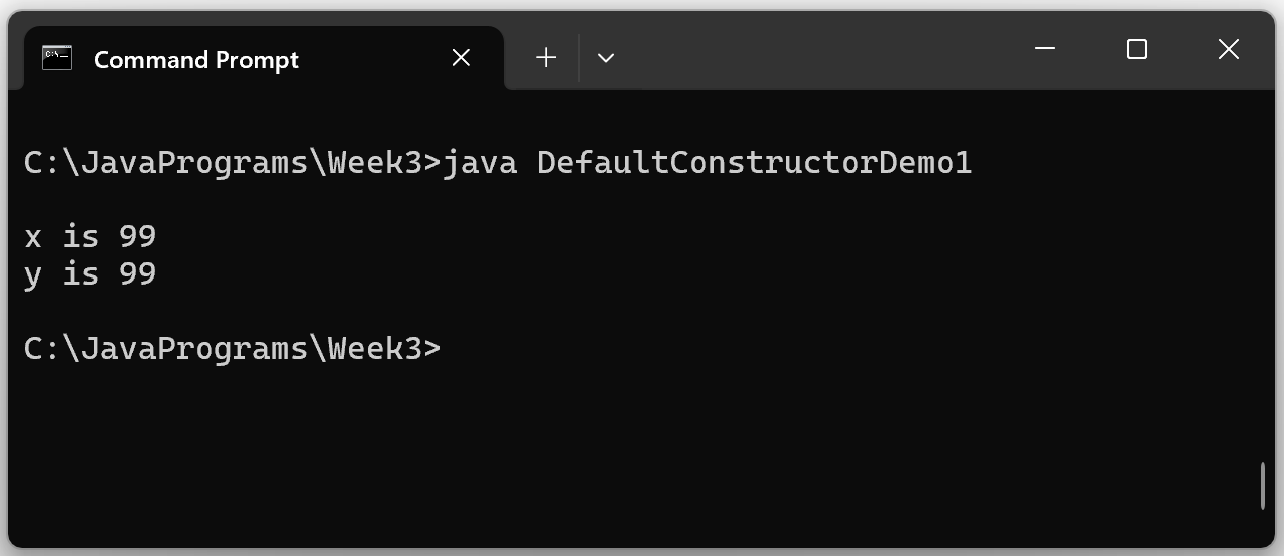 Command Prompt
C:\JavaPrograms\Week3>java DefaultConstructorDemo1
x is 99
y is 99
C:\JavaPrograms\Week3>